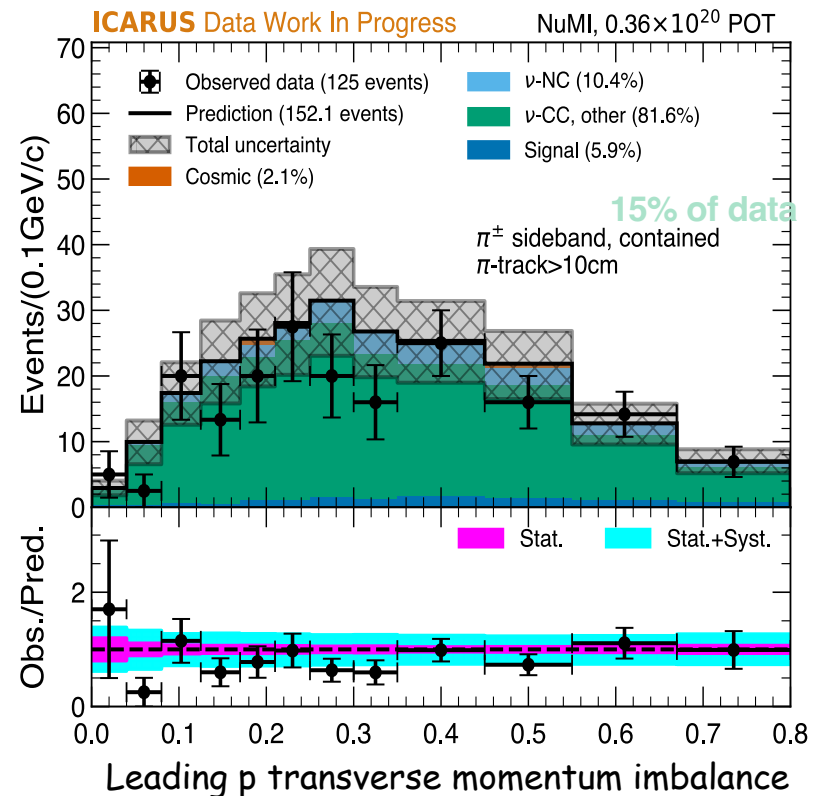 ICARUS Data Work In Progress
NuMI, 0.36×10²⁰ POT
Events/(0.1GeV/c)
70
60
50
40
30
20
10
0
Observed data (125 events)
Prediction (152.1 events)
Total uncertainty
Cosmic (2.1%)
ν-NC (10.4%)
ν-CC, other (81.6%)
Signal (5.9%)
15% of data
π± sideband, contained
π-track>10cm
Obs./Pred.
2
0
Stat.
Stat.+Syst.
0.0 0.1 0.2 0.3 0.4 0.5 0.6 0.7 0.8
Leading p transverse momentum imbalance